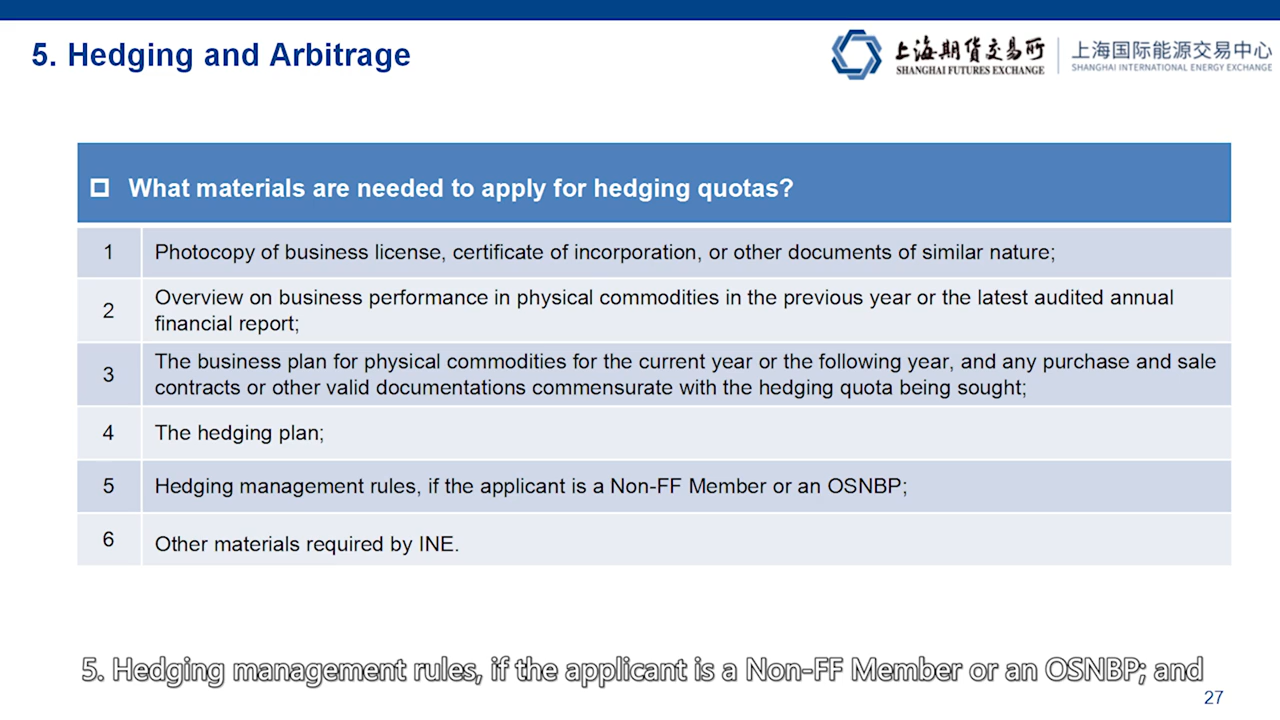 5. Hedging and Arbitrage
上海期货交易所
SHANGHAI FUTURES EXCHANGE
上海国际能源交易中心
SHANGHAI INTERNATIONAL ENERGY EXCHANGE
What materials are needed to apply for hedging quotas?
1 Photocopy of business license, certificate of incorporation, or other documents of similar nature;
2 Overview on business performance in physical commodities in the previous year or the latest audited annual
financial report;
3 The business plan for physical commodities for the current year or the following year, and any purchase and sale
contracts or other valid documentations commensurate with the hedging quota being sought;
4 The hedging plan;
5 Hedging management rules, if the applicant is a Non-FF Member or an OSNBP;
6 Other materials required by INE.
5. Hedging management rules, if the applicant is a Non-FF Member or an OSNBP; and
27